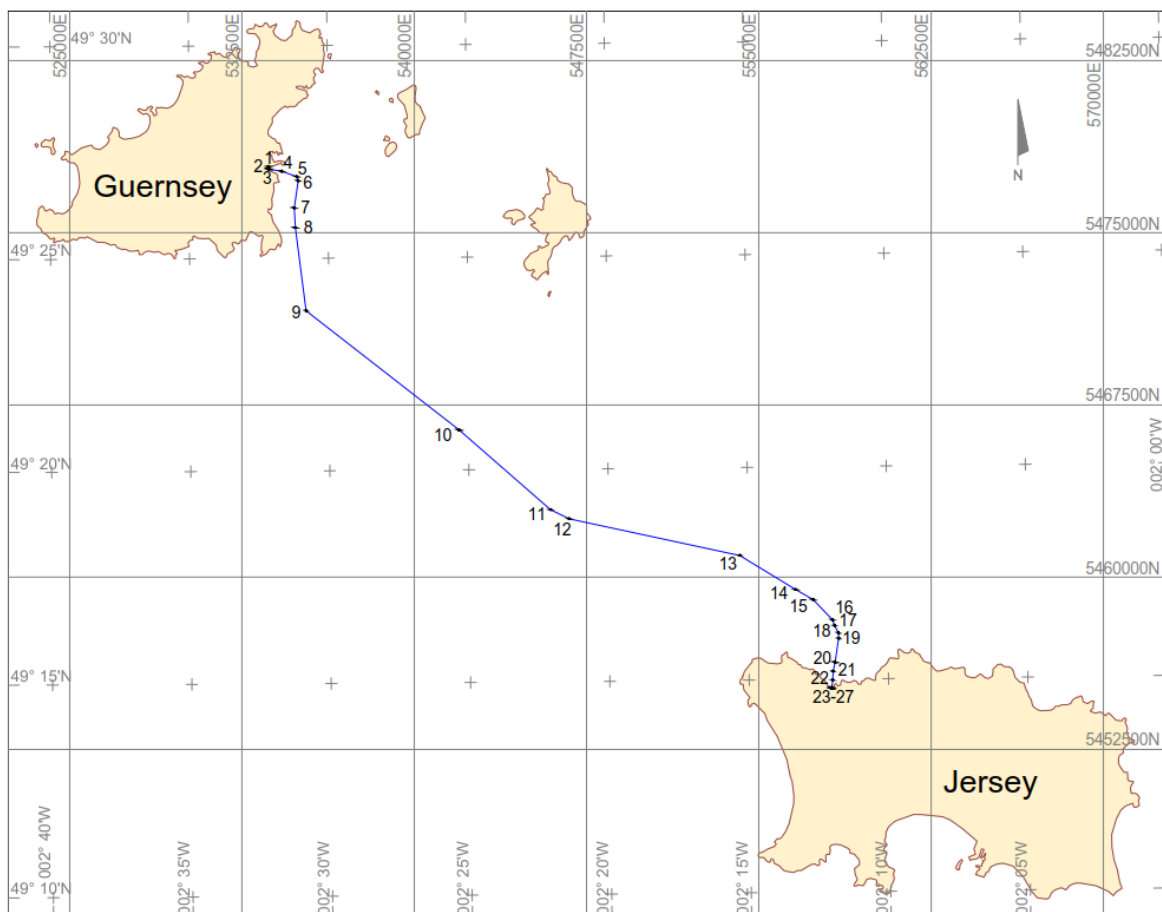 49° 30'N
525000E
532500E
540000E
547500E
555000E
562500E
570000E
5482500N
N
Guernsey
1
2
3
4
5
6
7
8
5475000N
49° 25'N
9
5467500N
10
49° 20'N
002° 00'W
11
12
13
5460000N
14
15
16
17
18
19
20
21
22
23-27
49° 15'N
5452500N
Jersey
49° 10'N
002° 40'W
002° 35'W
002° 30'W
002° 25'W
002° 20'W
002° 15'W
002° 10'W
002° 05'W